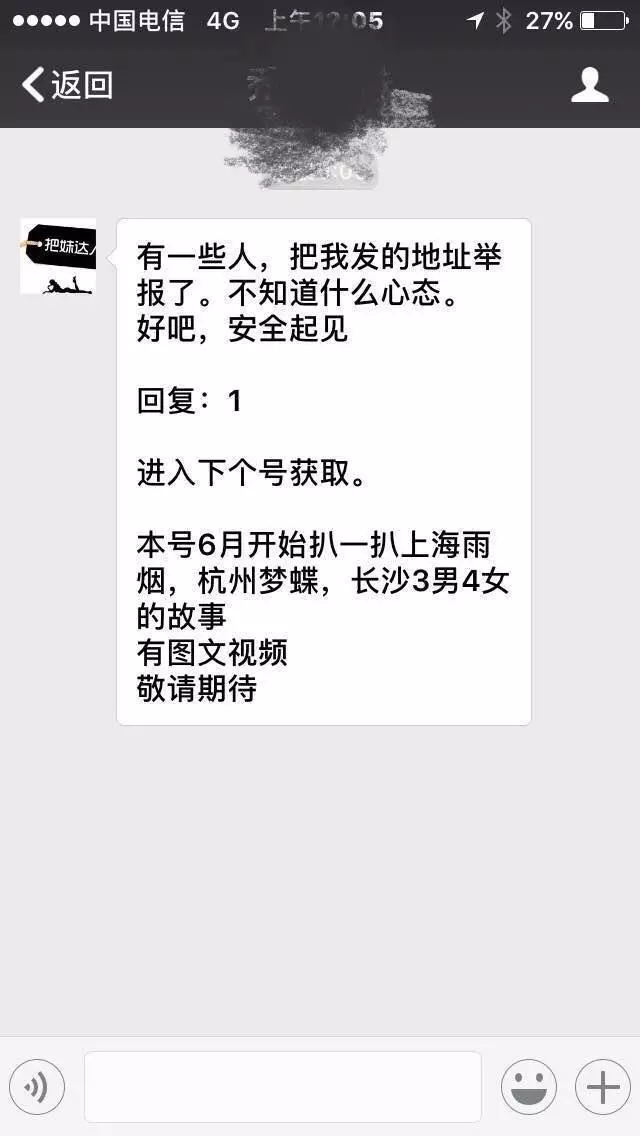 中国电信 4G 上午12:05 27%
返回
把妹达人
有一些人，把我发的地址举
报了。不知道什么心态。
好吧，安全起见
回复：1
进入下个号获取。
本号6月开始扒一扒上海雨
烟，杭州梦蝶，长沙3男4女
的故事
有图文视频
敬请期待